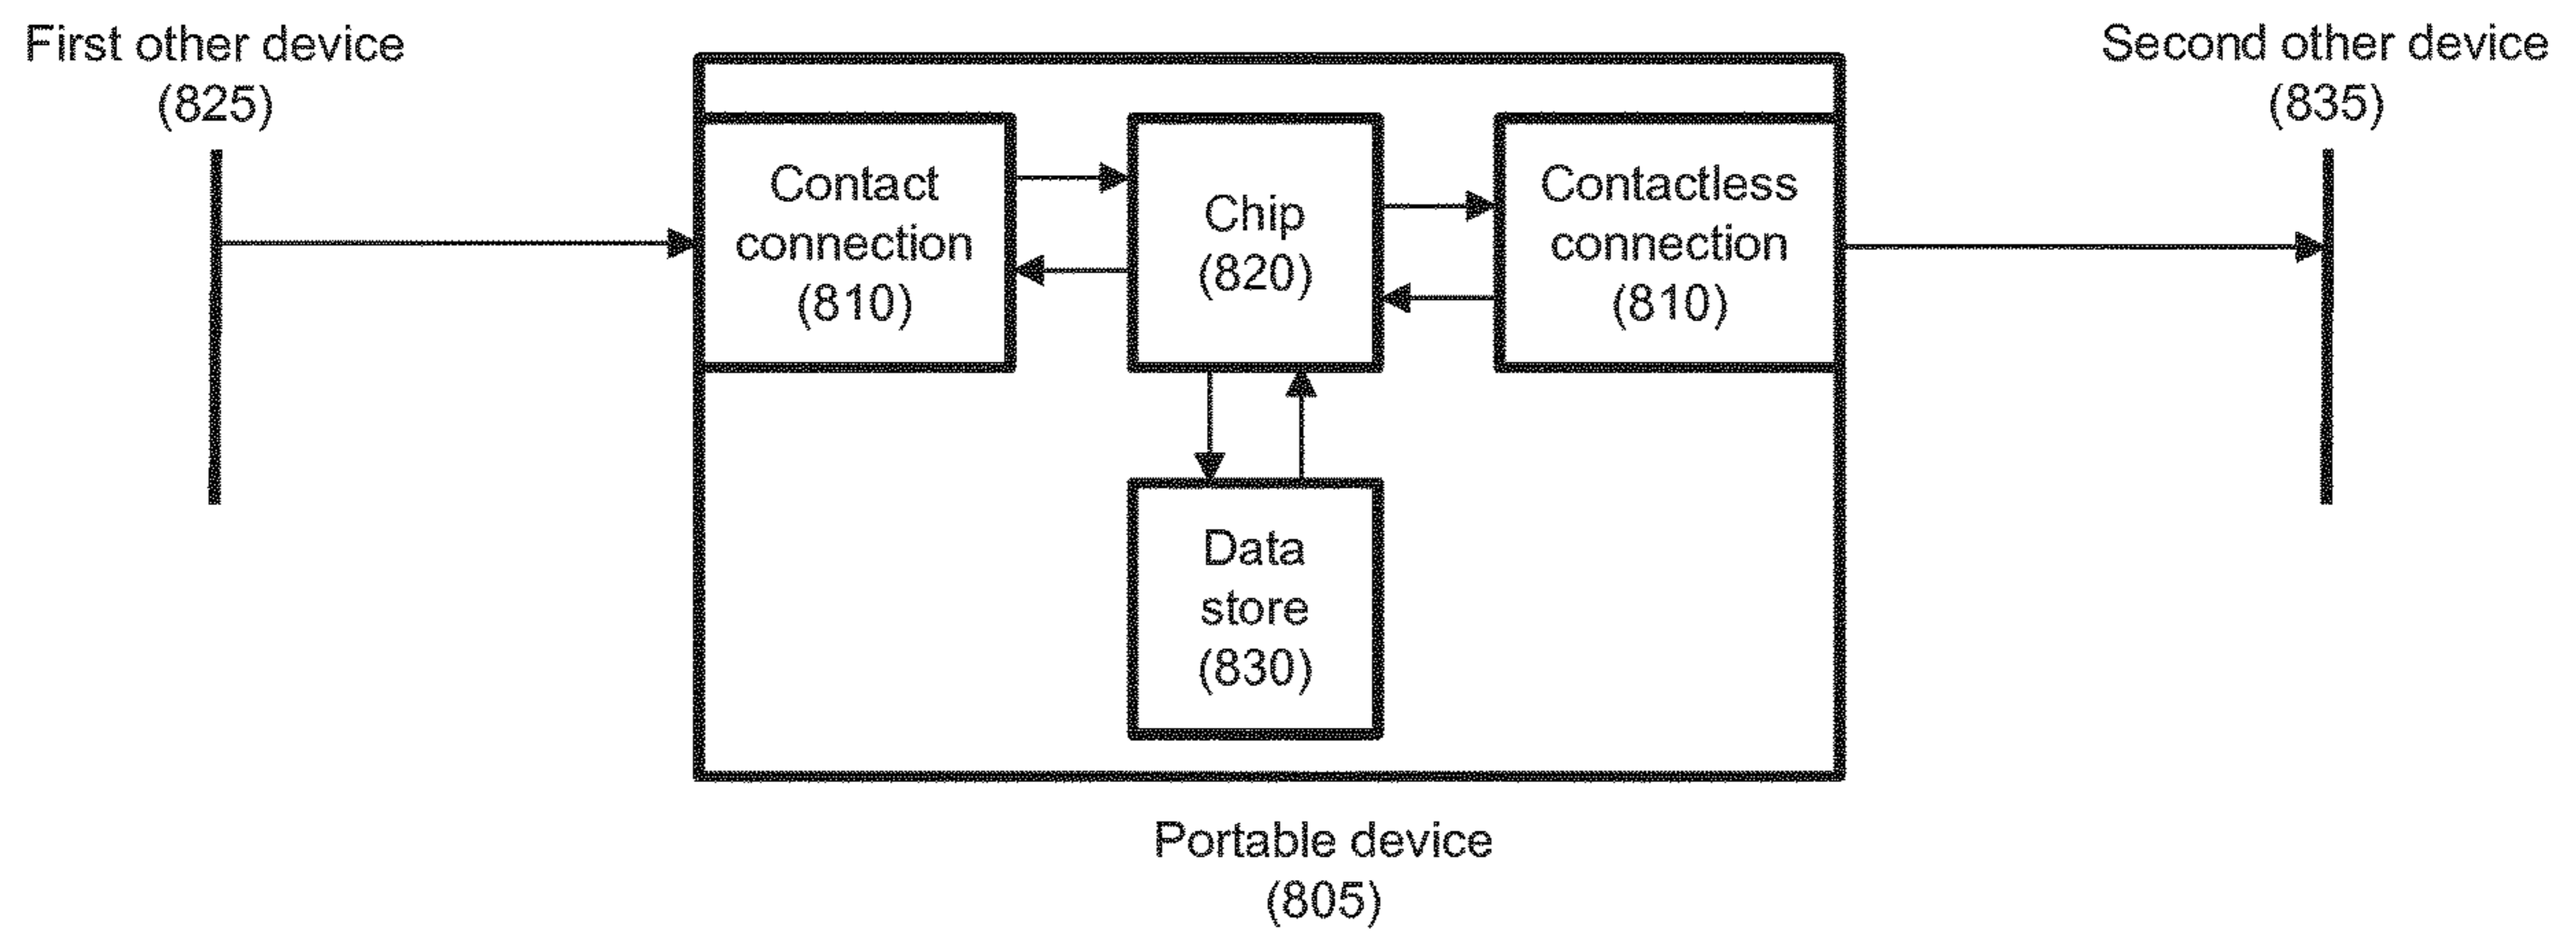 First other device
(825)
Second other device
(835)
Contact
connection
(810)
Chip
(820)
Contactless
connection
(810)
Data
store
(830)
Portable device
(805)